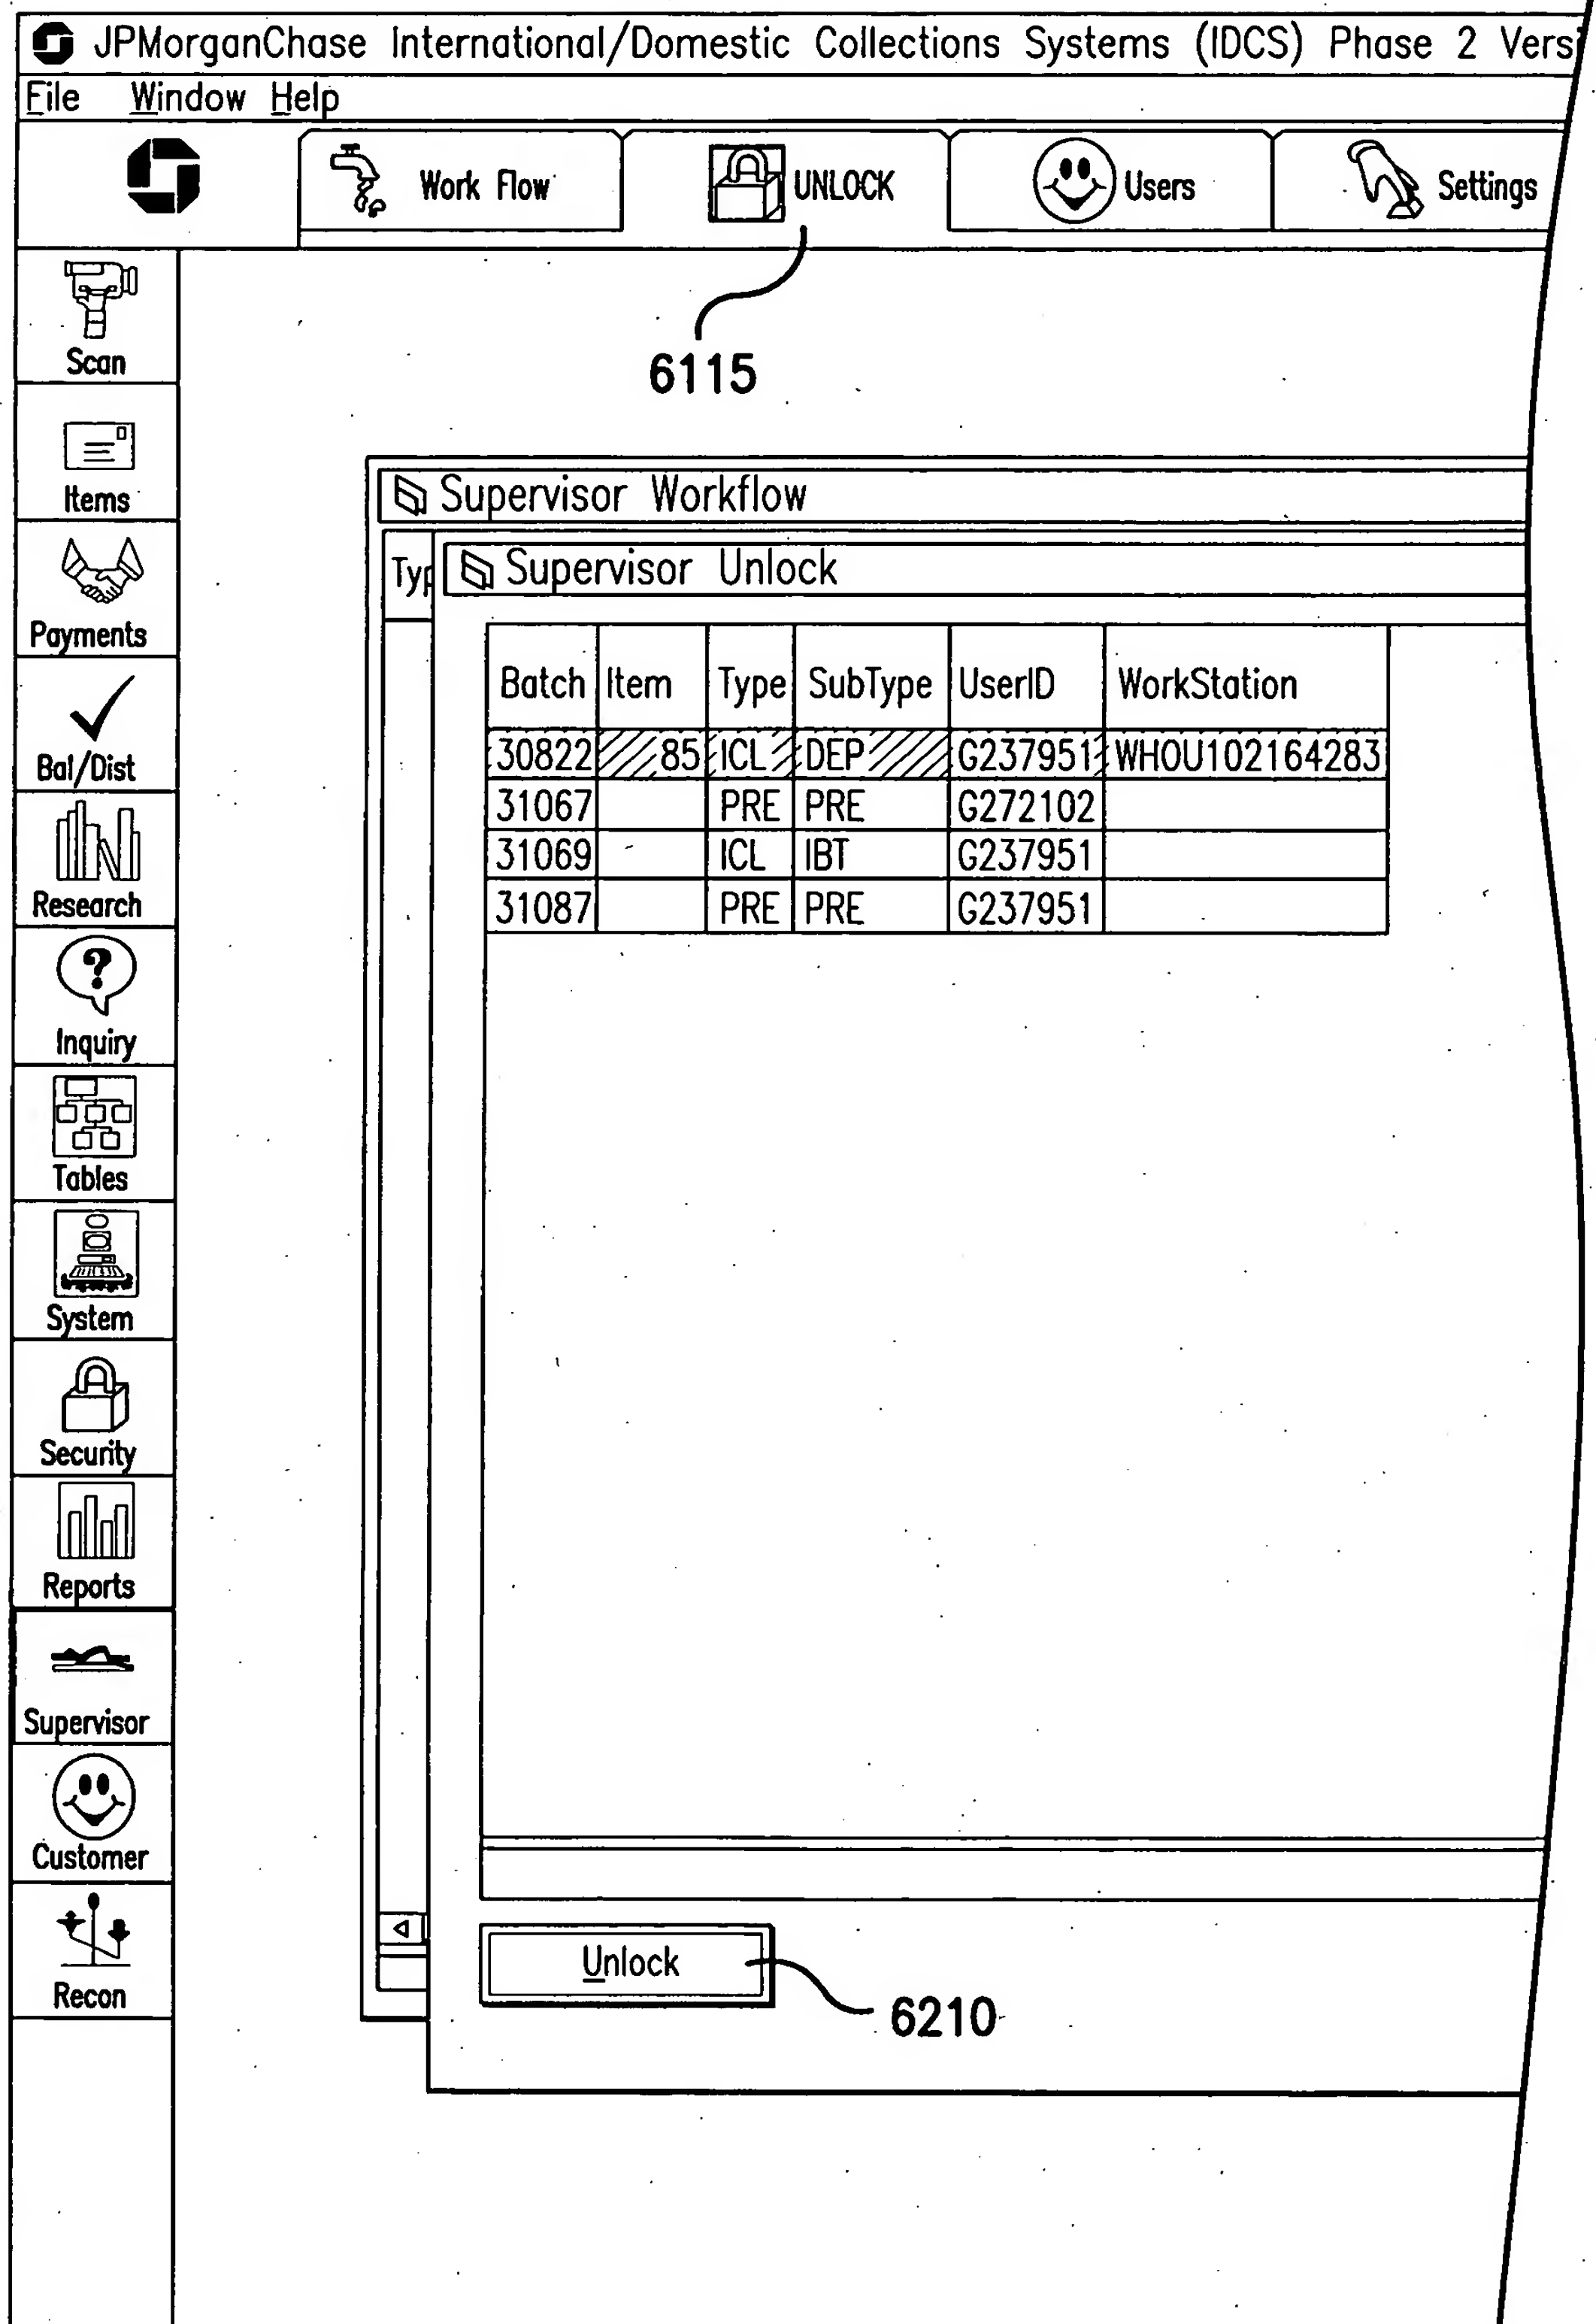 JPMorganChase International/Domestic Collections Systems (IDCS) Phase 2 Versi
File Window Help
Work Flow UNLOCK Users Settings
6115
Scan
Items
Payments
Bal/Dist
Research
Inquiry
Tables
System
Security
Reports
Supervisor
Customer
Recon
Supervisor Workflow
Typ
Supervisor Unlock
Batch Item Type SubType UserID WorkStation
30822 85 ICL DEP G237951 WHOU102164283
31067 PRE PRE G272102
31069 ICL IBT G237951
31087 PRE PRE G237951
Unlock
6210